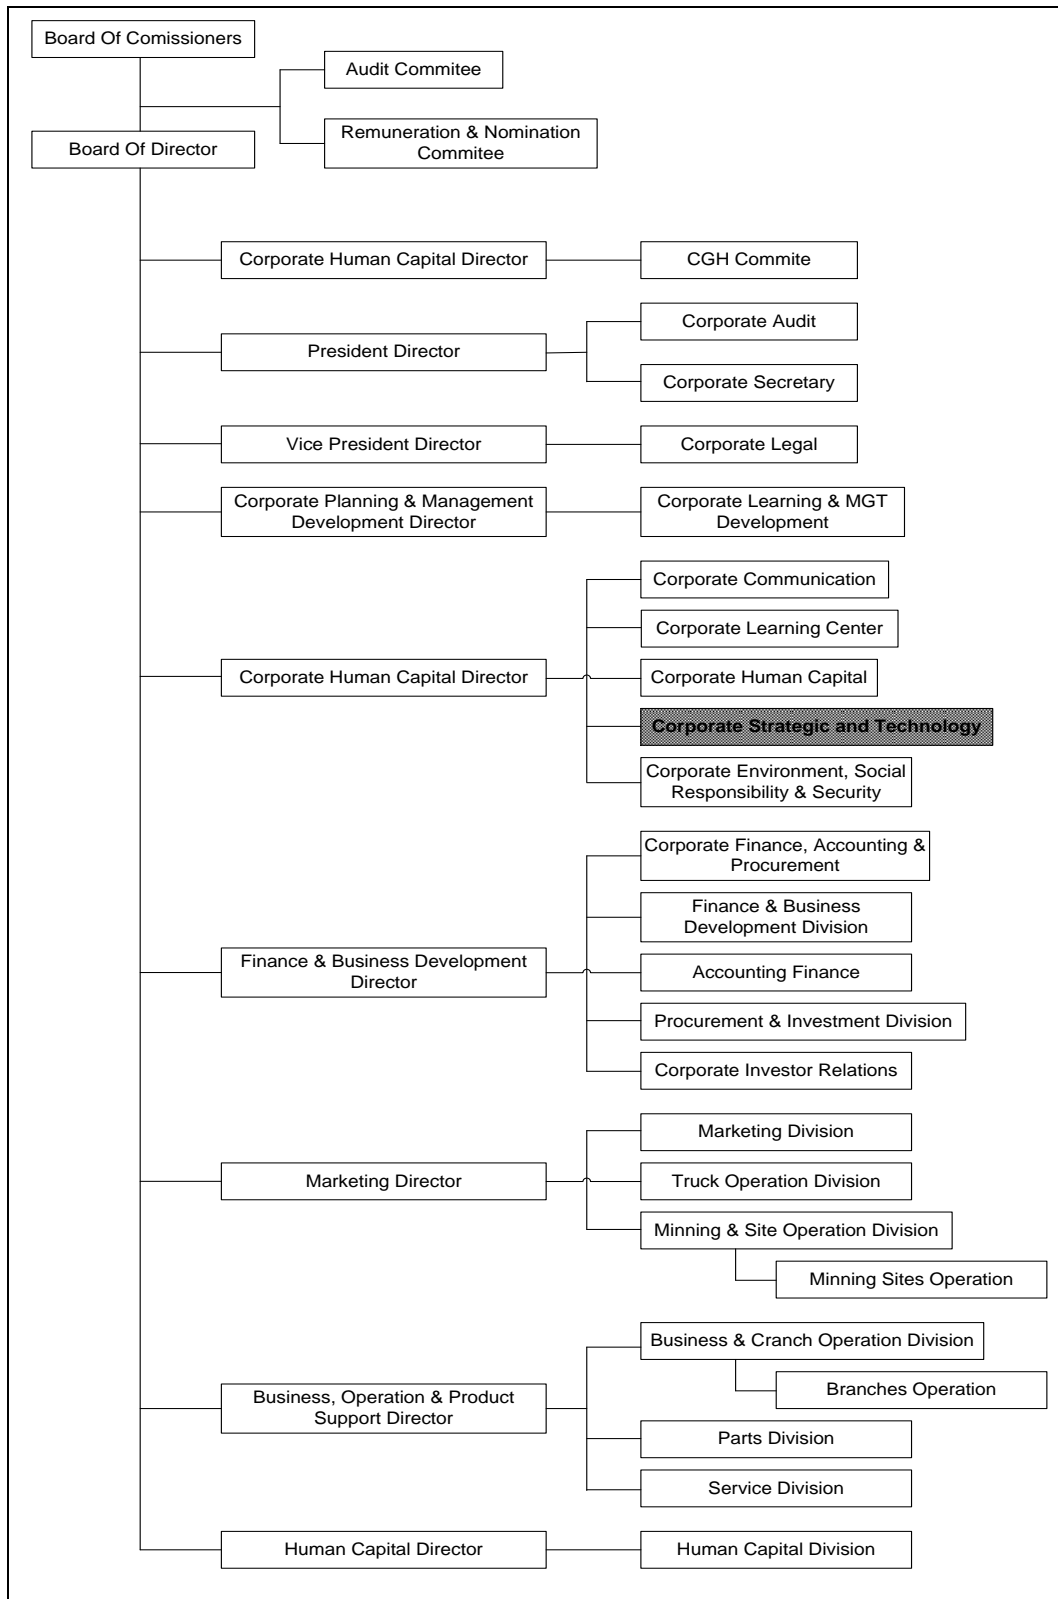 Board Of Comissioners
Audit Commitee
Remuneration & Nomination
Commitee
Board Of Director
Corporate Human Capital Director
CGH Commite
President Director
Corporate Audit
Corporate Secretary
Vice President Director
Corporate Legal
Corporate Planning & Management
Development Director
Corporate Learning & MGT
Development
Corporate Human Capital Director
Corporate Communication
Corporate Learning Center
Corporate Human Capital
Corporate Strategic and Technology
Corporate Environment, Social
Responsibility & Security
Finance & Business Development
Director
Corporate Finance, Accounting &
Procurement
Finance & Business
Development Division
Accounting Finance
Procurement & Investment Division
Corporate Investor Relations
Marketing Director
Marketing Division
Truck Operation Division
Minning & Site Operation Division
Minning Sites Operation
Business, Operation & Product
Support Director
Business & Cranch Operation Division
Branches Operation
Parts Division
Service Division
Human Capital Director
Human Capital Division